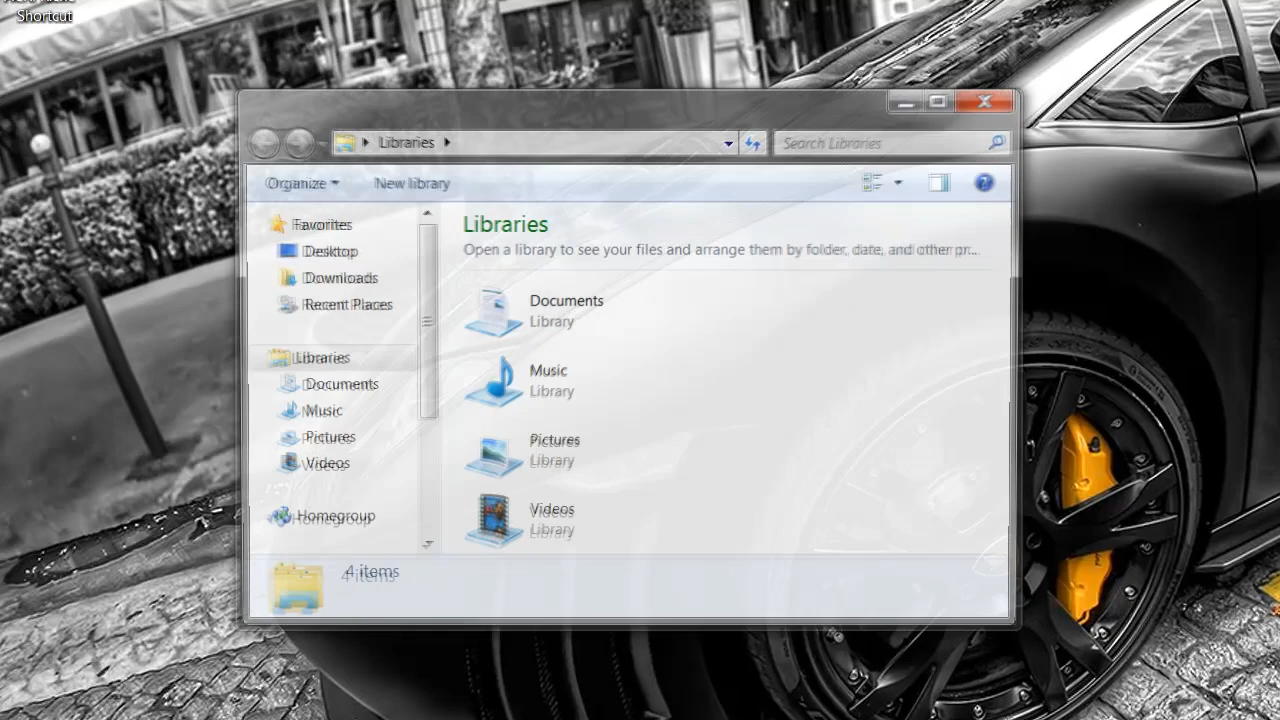 Shortcut
Libraries
Search Libraries
Organize
New library
Favorites
Desktop
Downloads
Recent Places
Libraries
Documents
Music
Pictures
Videos
Homegroup
Libraries
Open a library to see your files and arrange them by folder, date, and other pr...
Documents
Library
Music
Library
Pictures
Library
Videos
Library
4 items